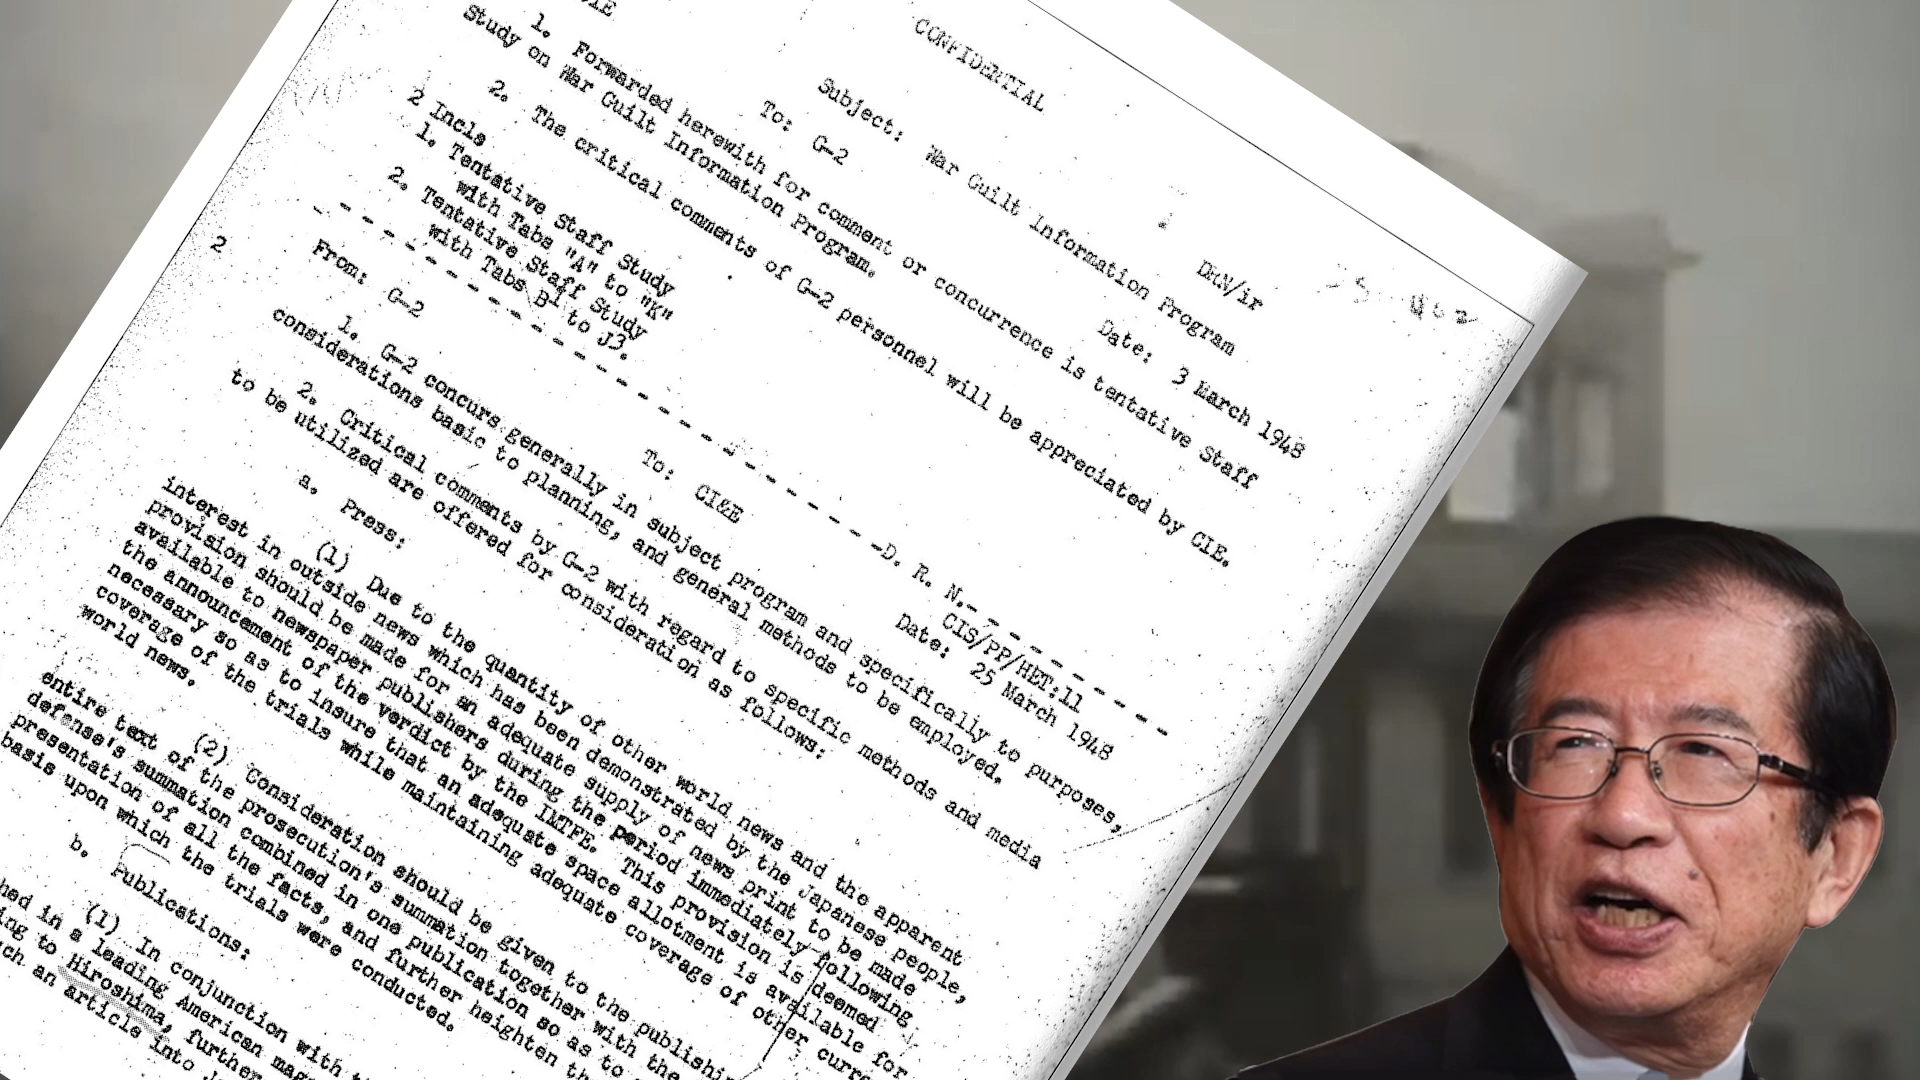 CONFIDENTIAL
DRN/ir
Subject: War Guilt Information Program
To: G-2
Date: 3 March 1948
1. Forwarded herewith for comment or concurrence is tentative Staff
Study on War Guilt Information Program.
2. The critical comments of G-2 personnel will be appreciated by CIE.
2 Incls
1. Tentative Staff Study
with Tabs "A" to "K"
2. Tentative Staff Study
with Tabs B¹ to J3.
D. R. N.
2
CIS/PP/HET:ll
From: G-2 To: CI&E Date: 25 March 1948
1. G-2 concurs generally in subject program and specifically to purposes,
considerations basic to planning, and general methods to be employed.
2. Critical comments by G-2 with regard to specific methods and media
to be utilized are offered for consideration as follows:
a. Press:
(1) Due to the quantity of other world news and the apparent
interest in outside news which has been demonstrated by the Japanese people,
provision should be made for an adequate supply of news print to be made
available to newspaper publishers during the period immediately following
the announcement of the verdict by the IMTFE. This provision is deemed
necessary so as to insure that an adequate space allotment is available for
coverage of the trials while maintaining adequate coverage of other
world news.
(2) Consideration should be given to the
entire text of the prosecution's summation together with the
defense's summation combined in one publication so as to
presentation of all the facts, and further heighten
basis upon which the trials were conducted.
b. Publications:
(1) In conjunction with
in a leading American
to Hiroshima,
an article into